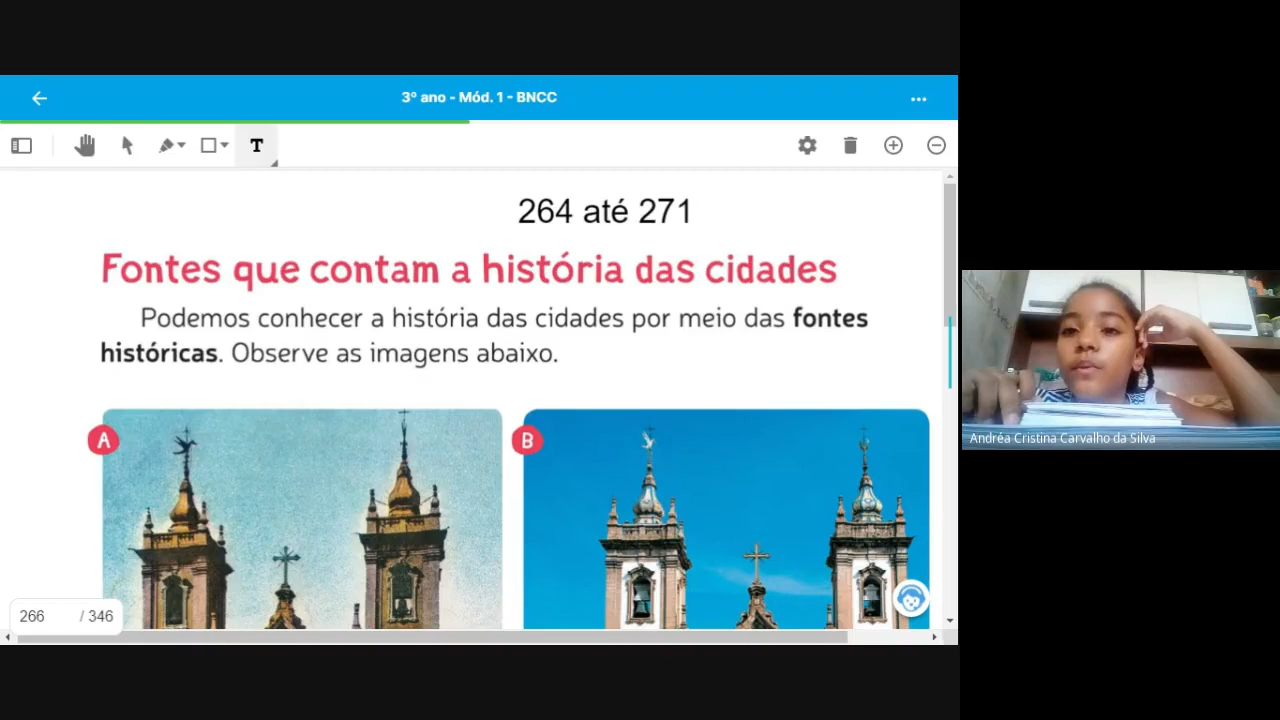 3º ano - Mód. 1 - BNCC
T
264 até 271
Fontes que contam a história das cidades
Podemos conhecer a história das cidades por meio das fontes
históricas. Observe as imagens abaixo.
A
B
266 / 346
Andréa Cristina Carvalho da Silva